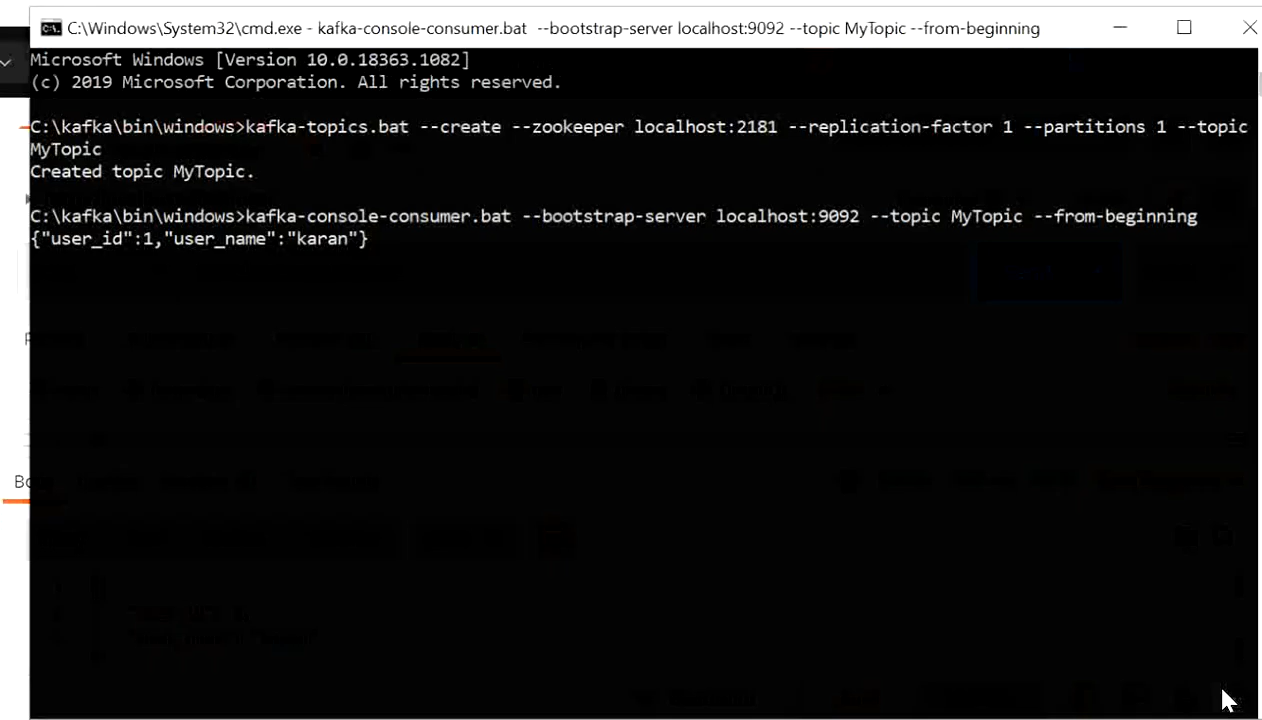 C:\Windows\System32\cmd.exe - kafka-console-consumer.bat --bootstrap-server localhost:9092 --topic MyTopic --from-beginning
Microsoft Windows [Version 10.0.18363.1082]
(c) 2019 Microsoft Corporation. All rights reserved.
C:\kafka\bin\windows>kafka-topics.bat --create --zookeeper localhost:2181 --replication-factor 1 --partitions 1 --topic
MyTopic
Created topic MyTopic.
C:\kafka\bin\windows>kafka-console-consumer.bat --bootstrap-server localhost:9092 --topic MyTopic --from-beginning
{"user_id":1,"user_name":"karan"}